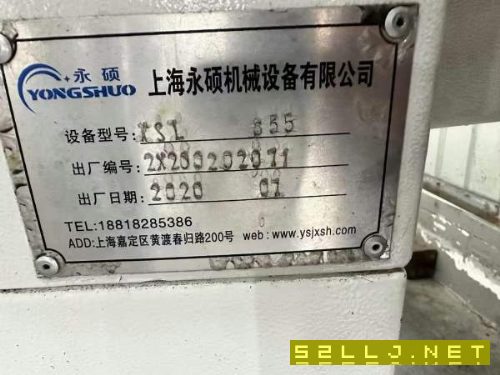 永硕 YONGSHUO
上海永硕机械设备有限公司
设备型号: 355
出厂编号:
出厂日期: 2020 01
TEL:18818285386
ADD:上海嘉定区黄渡春归路200号 web:www.ysjxsh.com
52LLJ.NET